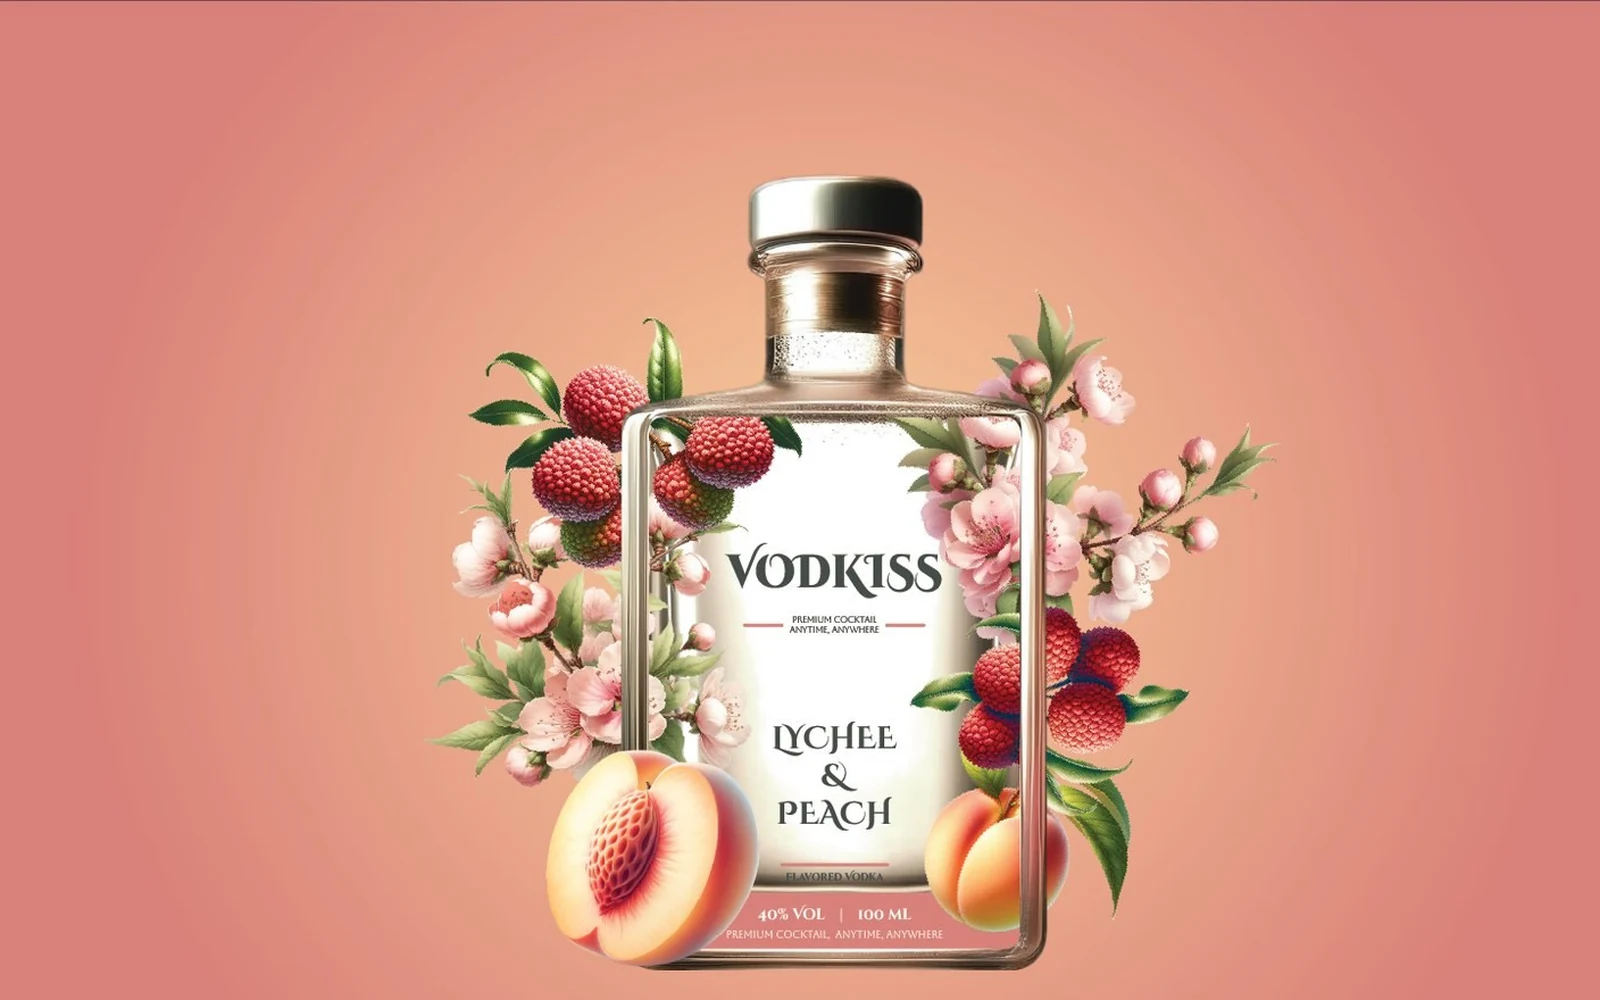 VODKISS
PREMIUM COCKTAIL
ANYTIME, ANYWHERE
LYCHEE
&
PEACH
FLAVORED VODKA
40% VOL | 100 ML
PREMIUM COCKTAIL, ANYTIME, ANYWHERE